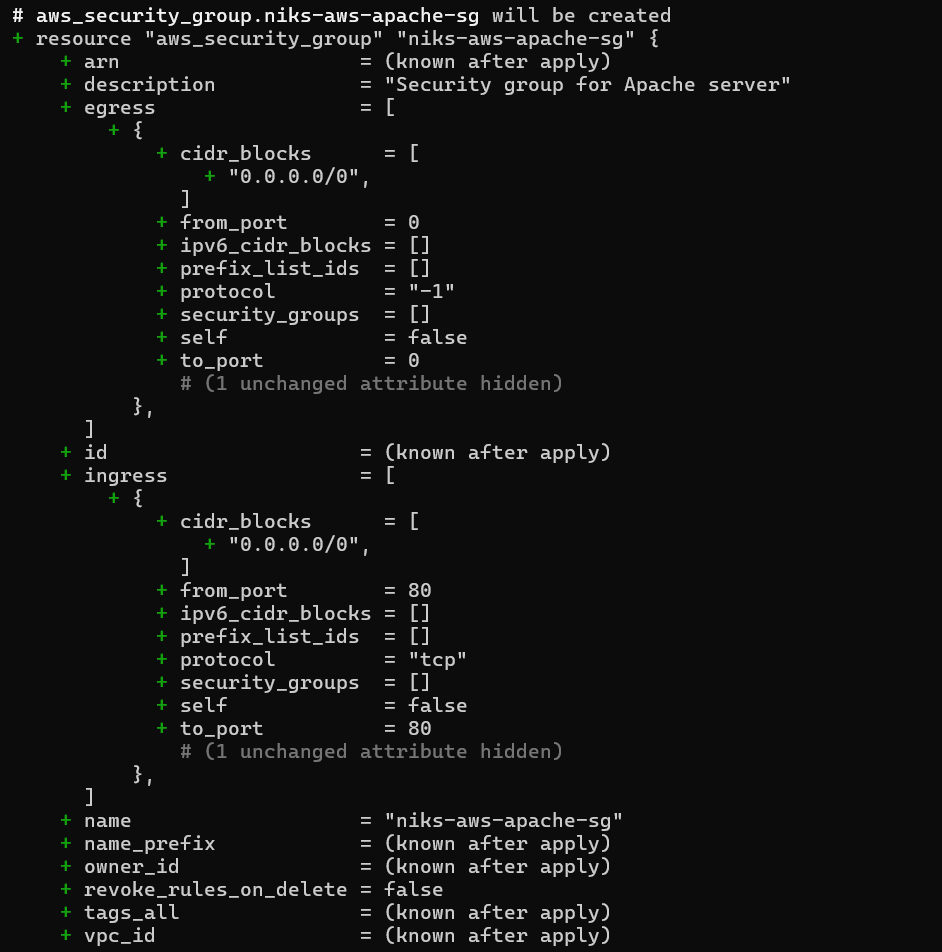 # aws_security_group.niks-aws-apache-sg will be created
+ resource "aws_security_group" "niks-aws-apache-sg" {
    + arn                    = (known after apply)
    + description            = "Security group for Apache server"
    + egress                 = [
        + {
            + cidr_blocks      = [
                + "0.0.0.0/0",
              ]
            + from_port        = 0
            + ipv6_cidr_blocks = []
            + prefix_list_ids  = []
            + protocol         = "-1"
            + security_groups  = []
            + self             = false
            + to_port          = 0
              # (1 unchanged attribute hidden)
          },
      ]
    + id                     = (known after apply)
    + ingress                = [
        + {
            + cidr_blocks      = [
                + "0.0.0.0/0",
              ]
            + from_port        = 80
            + ipv6_cidr_blocks = []
            + prefix_list_ids  = []
            + protocol         = "tcp"
            + security_groups  = []
            + self             = false
            + to_port          = 80
              # (1 unchanged attribute hidden)
          },
      ]
    + name                   = "niks-aws-apache-sg"
    + name_prefix            = (known after apply)
    + owner_id               = (known after apply)
    + revoke_rules_on_delete = false
    + tags_all               = (known after apply)
    + vpc_id                 = (known after apply)